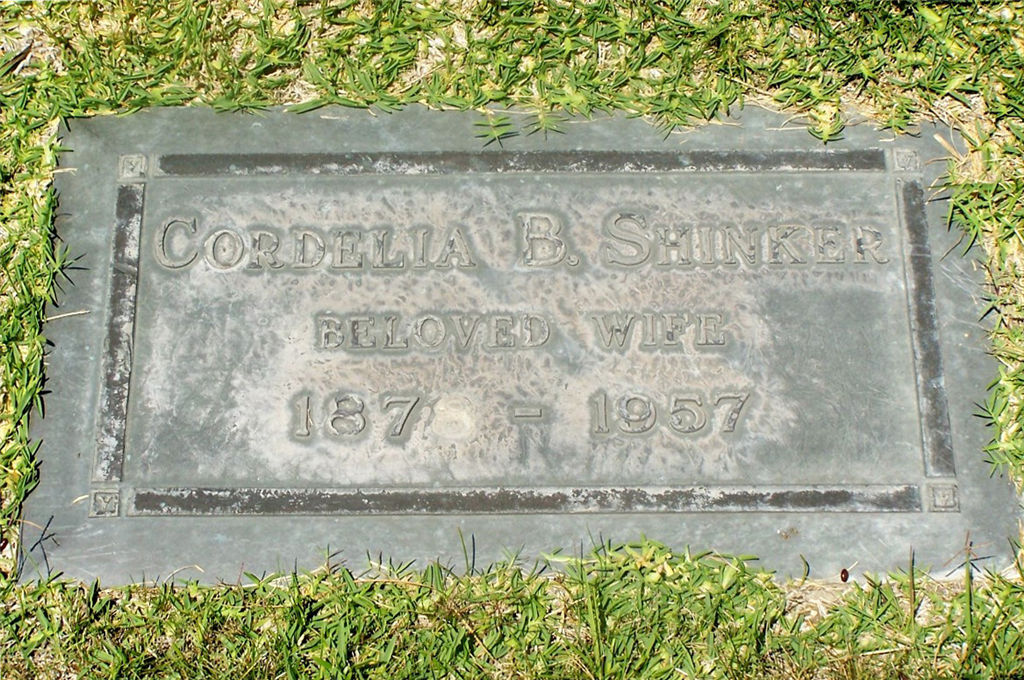 CORDELIA B. SHINKER
BELOVED WIFE
- 1957